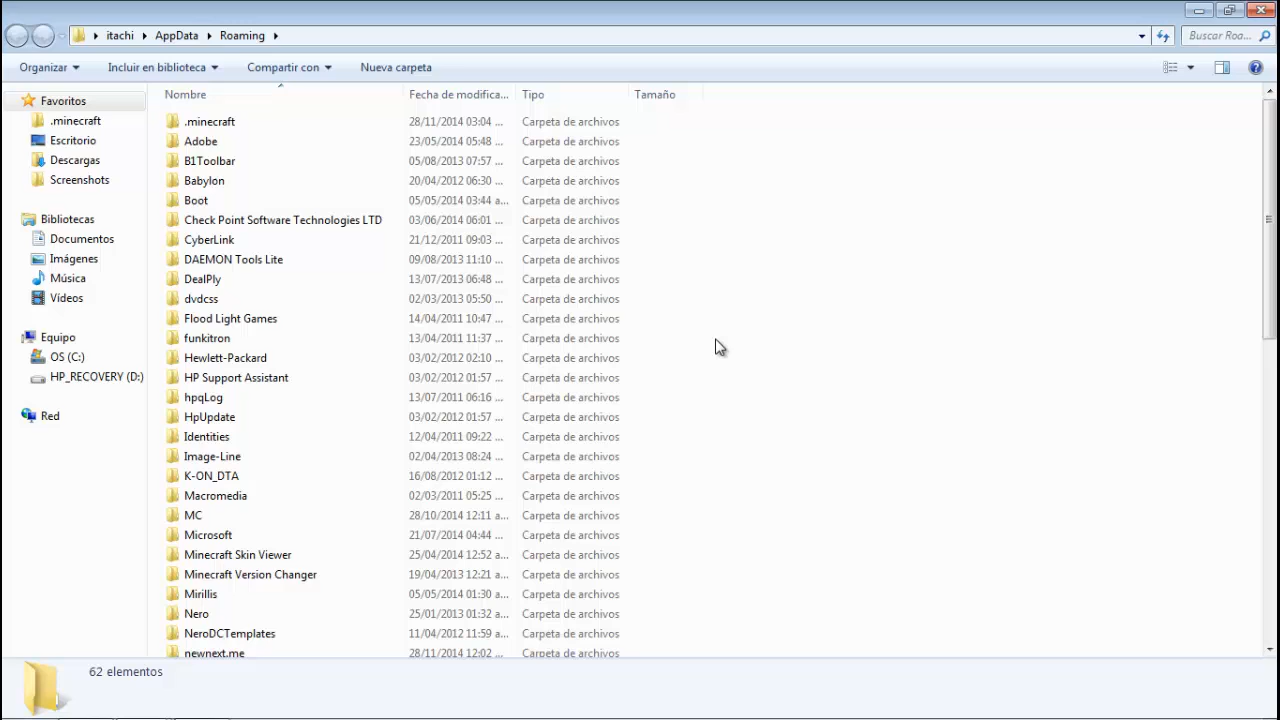 itachi AppData Roaming Buscar Roa...
Organizar Incluir en biblioteca Compartir con Nueva carpeta
Favoritos
.minecraft
Escritorio
Descargas
Screenshots
Bibliotecas
Documentos
Imágenes
Música
Vídeos
Equipo
OS (C:)
HP_RECOVERY (D:)
Red
Nombre Fecha de modifica... Tipo Tamaño
.minecraft 28/11/2014 03:04 ... Carpeta de archivos
Adobe 23/05/2014 05:48 ... Carpeta de archivos
B1Toolbar 05/08/2013 07:57 ... Carpeta de archivos
Babylon 20/04/2012 06:30 ... Carpeta de archivos
Boot 05/05/2014 03:44 a... Carpeta de archivos
Check Point Software Technologies LTD 03/06/2014 06:01 ... Carpeta de archivos
CyberLink 21/12/2011 09:03 ... Carpeta de archivos
DAEMON Tools Lite 09/08/2013 11:10 ... Carpeta de archivos
DealPly 13/07/2013 06:48 ... Carpeta de archivos
dvdcss 02/03/2013 05:50 ... Carpeta de archivos
Flood Light Games 14/04/2011 10:47 ... Carpeta de archivos
funkitron 13/04/2011 11:37 ... Carpeta de archivos
Hewlett-Packard 03/02/2012 02:10 ... Carpeta de archivos
HP Support Assistant 03/02/2012 01:57 ... Carpeta de archivos
hpqLog 13/07/2011 06:16 ... Carpeta de archivos
HpUpdate 03/02/2012 01:57 ... Carpeta de archivos
Identities 12/04/2011 09:22 ... Carpeta de archivos
Image-Line 02/04/2013 08:24 ... Carpeta de archivos
K-ON_DTA 16/08/2012 01:12 ... Carpeta de archivos
Macromedia 02/03/2011 05:25 ... Carpeta de archivos
MC 28/10/2014 12:11 a... Carpeta de archivos
Microsoft 21/07/2014 04:44 ... Carpeta de archivos
Minecraft Skin Viewer 25/04/2014 12:52 a... Carpeta de archivos
Minecraft Version Changer 19/04/2013 12:21 a... Carpeta de archivos
Mirillis 05/05/2014 01:30 a... Carpeta de archivos
Nero 25/01/2013 01:32 a... Carpeta de archivos
NeroDCTemplates 11/04/2012 11:59 a... Carpeta de archivos
newnext.me 28/11/2014 12:02 ... Carpeta de archivos
62 elementos